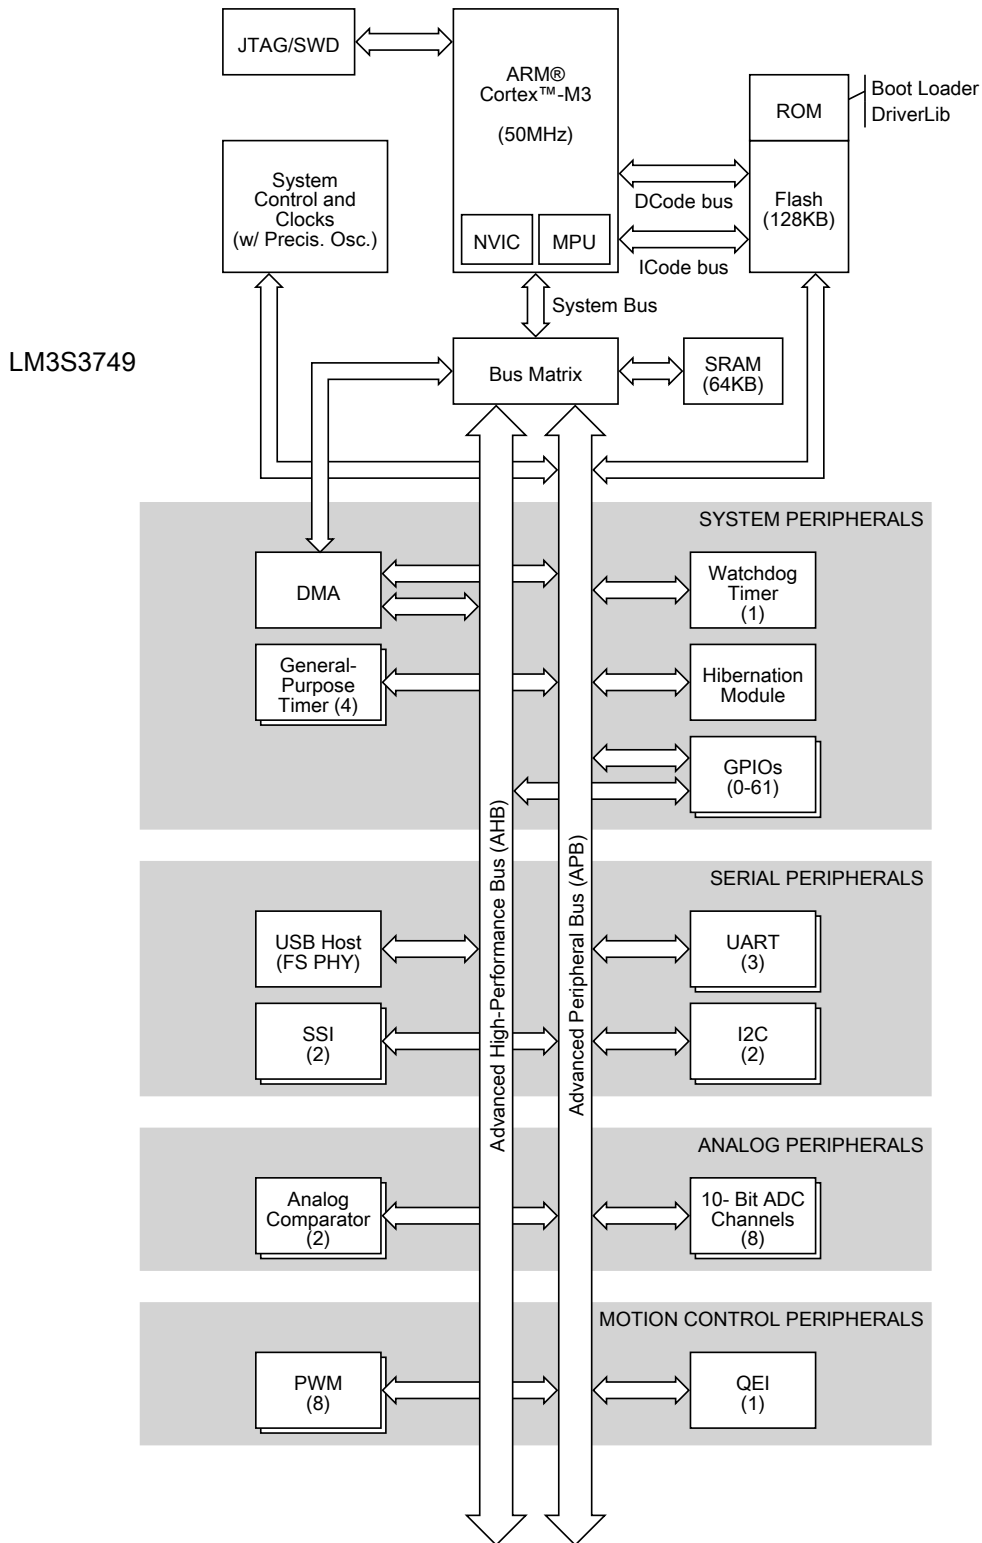 JTAG/SWD
ARM®
Cortex™-M3
(50MHz)
NVIC
MPU
ROM
Boot Loader
DriverLib
System
Control and
Clocks
(w/ Precis. Osc.)
DCode bus
Flash
(128KB)
ICode bus
System Bus
LM3S3749
Bus Matrix
SRAM
(64KB)
SYSTEM PERIPHERALS
DMA
Watchdog
Timer
(1)
General-
Purpose
Timer (4)
Hibernation
Module
GPIOs
(0-61)
Advanced High-Performance Bus (AHB)
Advanced Peripheral Bus (APB)
SERIAL PERIPHERALS
USB Host
(FS PHY)
UART
(3)
SSI
(2)
I2C
(2)
ANALOG PERIPHERALS
Analog
Comparator
(2)
10- Bit ADC
Channels
(8)
MOTION CONTROL PERIPHERALS
PWM
(8)
QEI
(1)